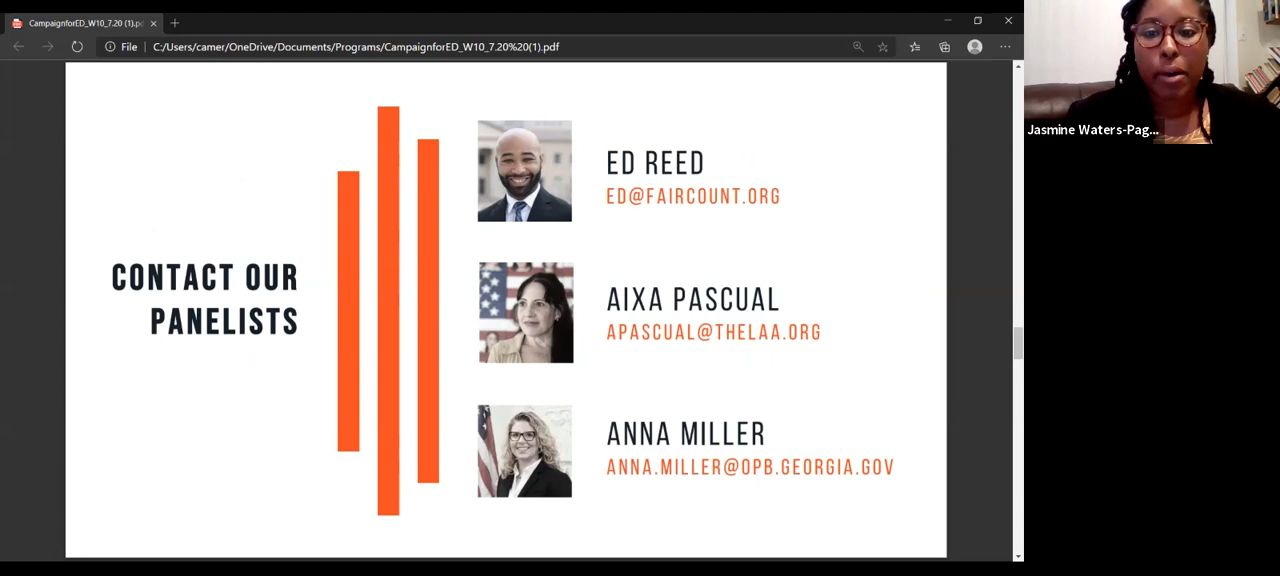 CampaignforED_W10_7.20 (1).pd
File
C:/Users/camer/OneDrive/Documents/Programs/CampaignforED_W10_7.20%20(1).pdf
CONTACT OUR
PANELISTS
ED REED
ED@FAIRCOUNT.ORG
AIXA PASCUAL
APASCUAL@THELAA.ORG
ANNA MILLER
ANNA.MILLER@OPB.GEORGIA.GOV
Jasmine Waters-Pag...